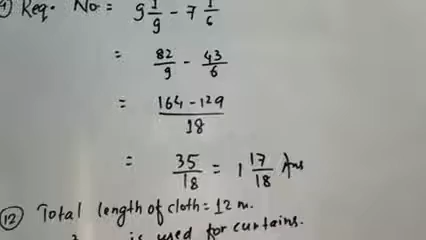 Req. No = 9 1/9 - 7 1/6
= 82/9 - 43/6
= 164 - 129/18
= 35/18 = 1 17/18 Ans
(12) Total length of cloth = 12 m.
is used for curtains.